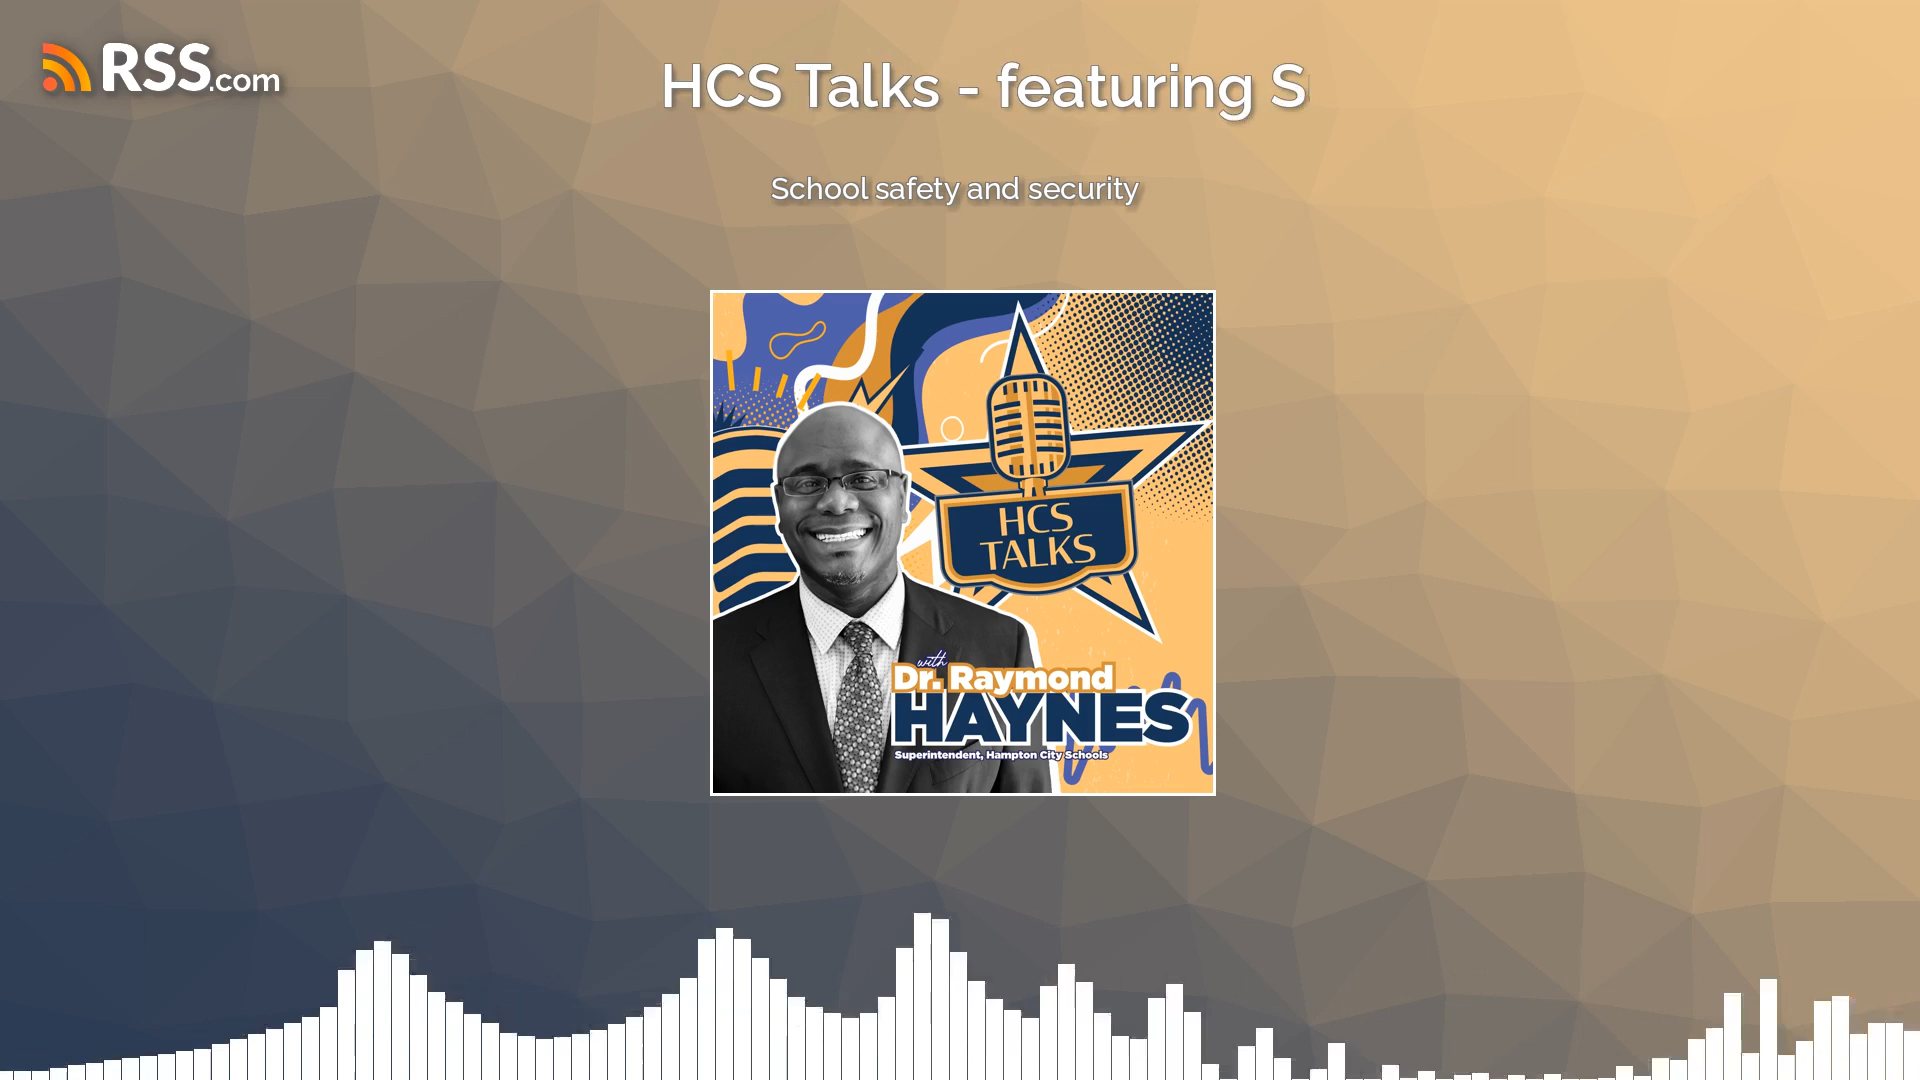 RSS.com
HCS Talks - featuring S
School safety and security
HCS
TALKS
with
Dr. Raymond
HAYNES
Superintendent, Hampton City Schools